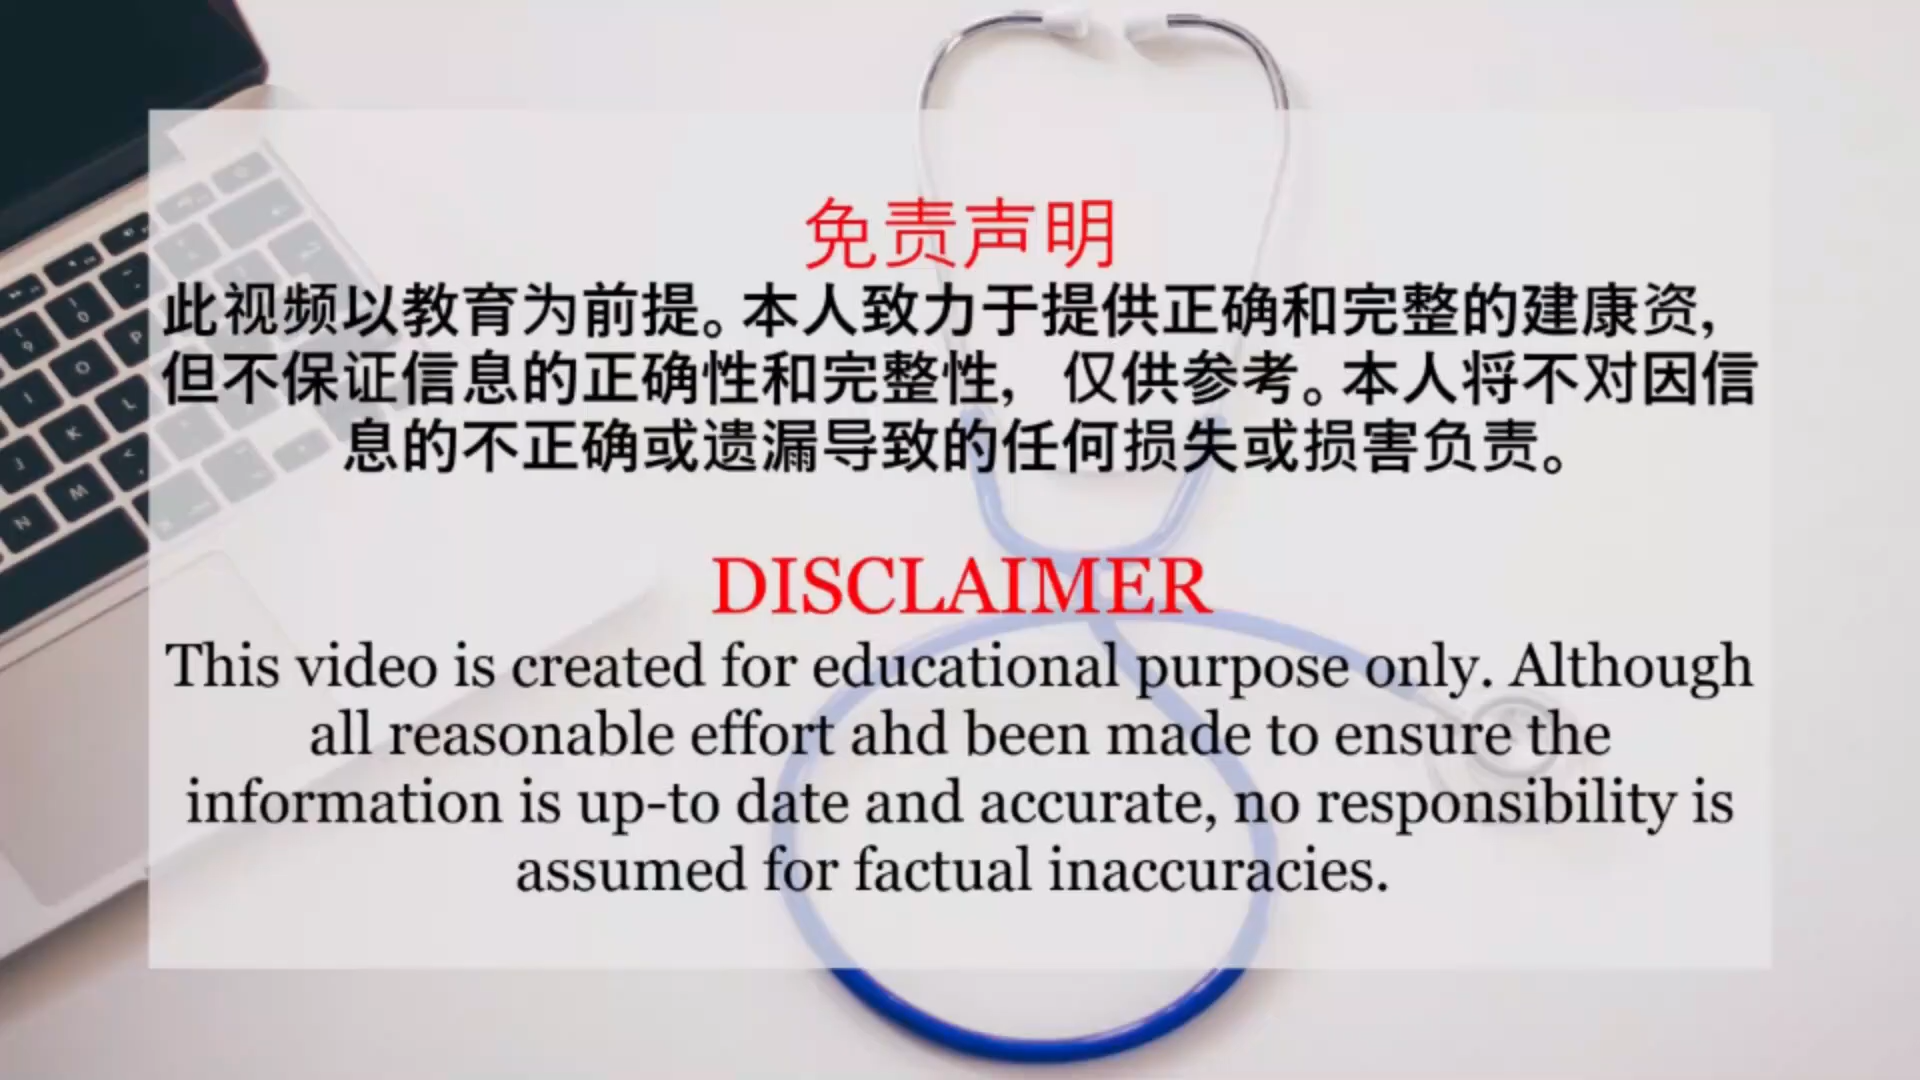 免责声明
此视频以教育为前提。本人致力于提供正确和完整的建康资，
但不保证信息的正确性和完整性，仅供参考。本人将不对因信
息的不正确或遗漏导致的任何损失或损害负责。
DISCLAIMER
This video is created for educational purpose only. Although
all reasonable effort ahd been made to ensure the
information is up-to date and accurate, no responsibility is
assumed for factual inaccuracies.